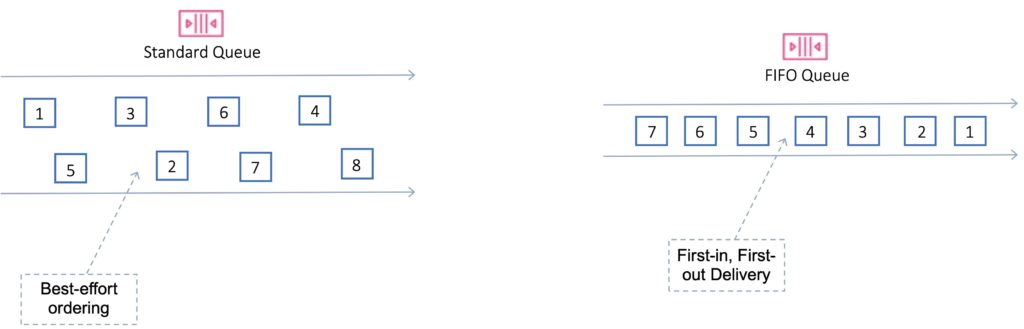 Standard Queue
1 3 6 4
5 2 7 8
Best-effort
ordering
FIFO Queue
7 6 5 4 3 2 1
First-in, First-
out Delivery